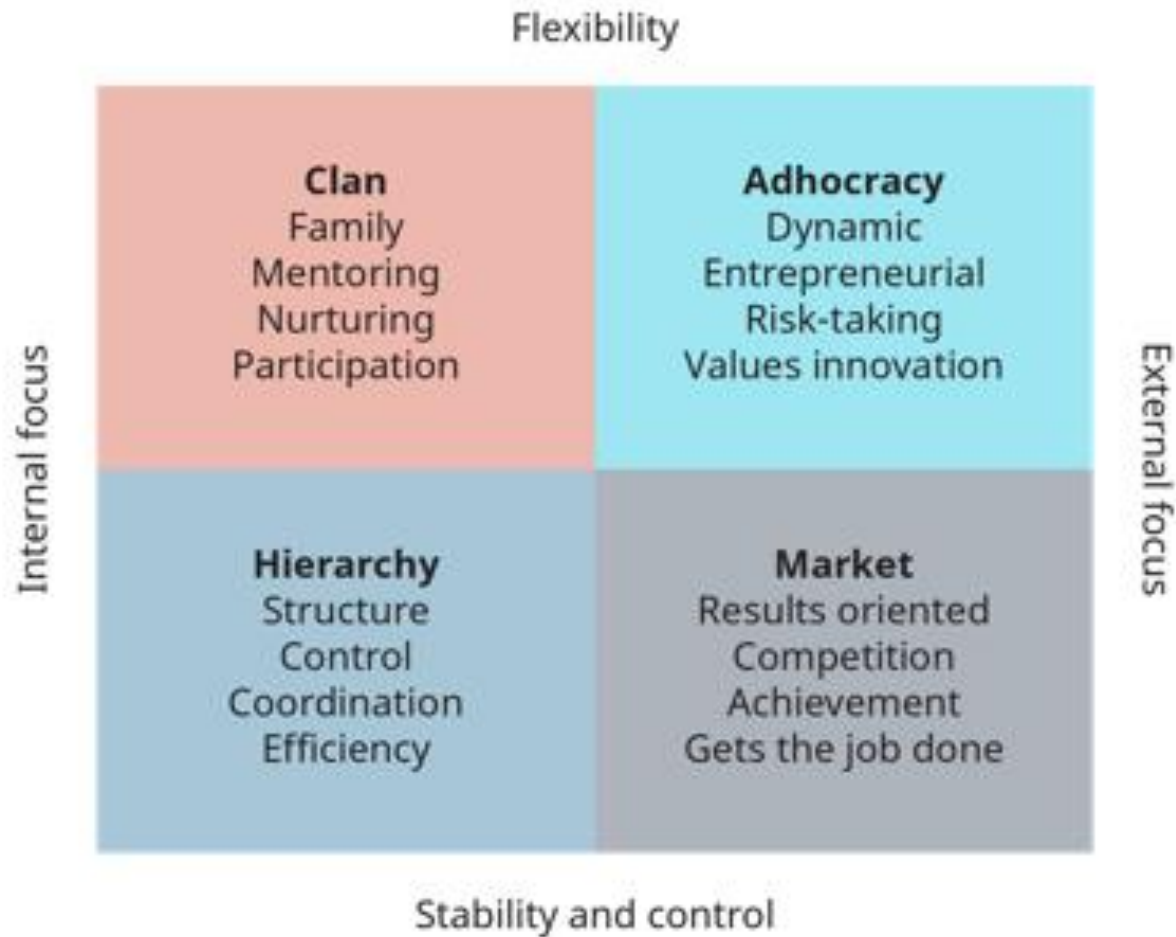 Flexibility
Clan
Family
Mentoring
Nurturing
Participation
Adhocracy
Dynamic
Entrepreneurial
Risk-taking
Values innovation
Internal focus
External focus
Hierarchy
Structure
Control
Coordination
Efficiency
Market
Results oriented
Competition
Achievement
Gets the job done
Stability and control